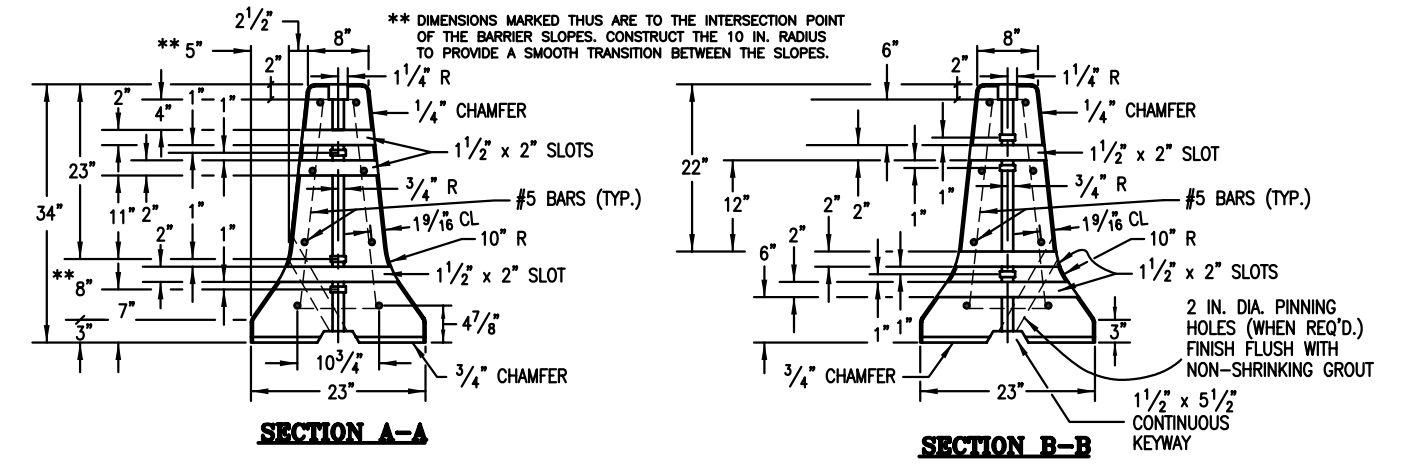 ** DIMENSIONS MARKED THUS ARE TO THE INTERSECTION POINT
OF THE BARRIER SLOPES. CONSTRUCT THE 10 IN. RADIUS
TO PROVIDE A SMOOTH TRANSITION BETWEEN THE SLOPES.
2 1/2"
** 5"
8"
2"
1 1/4" R
1/4" CHAMFER
2"
4"
1"
1"
1 1/2" x 2" SLOTS
23"
34"
11"
2"
3/4" R
#5 BARS (TYP.)
1"
1"
2"
1 9/16" CL
10" R
** 8"
1 1/2" x 2" SLOT
7"
3"
4 7/8"
10 3/4"
3/4" CHAMFER
23"
SECTION A-A
8"
6"
2"
1 1/4" R
1/4" CHAMFER
1"
1 1/2" x 2" SLOT
22"
12"
2"
1"
1"
3/4" R
#5 BARS (TYP.)
2"
2"
6"
1 9/16" CL
10" R
1 1/2" x 2" SLOTS
1"
1"
3"
2 IN. DIA. PINNING
HOLES (WHEN REQ'D.)
FINISH FLUSH WITH
NON-SHRINKING GROUT
3/4" CHAMFER
23"
1 1/2" x 5 1/2"
CONTINUOUS
KEYWAY
SECTION B-B